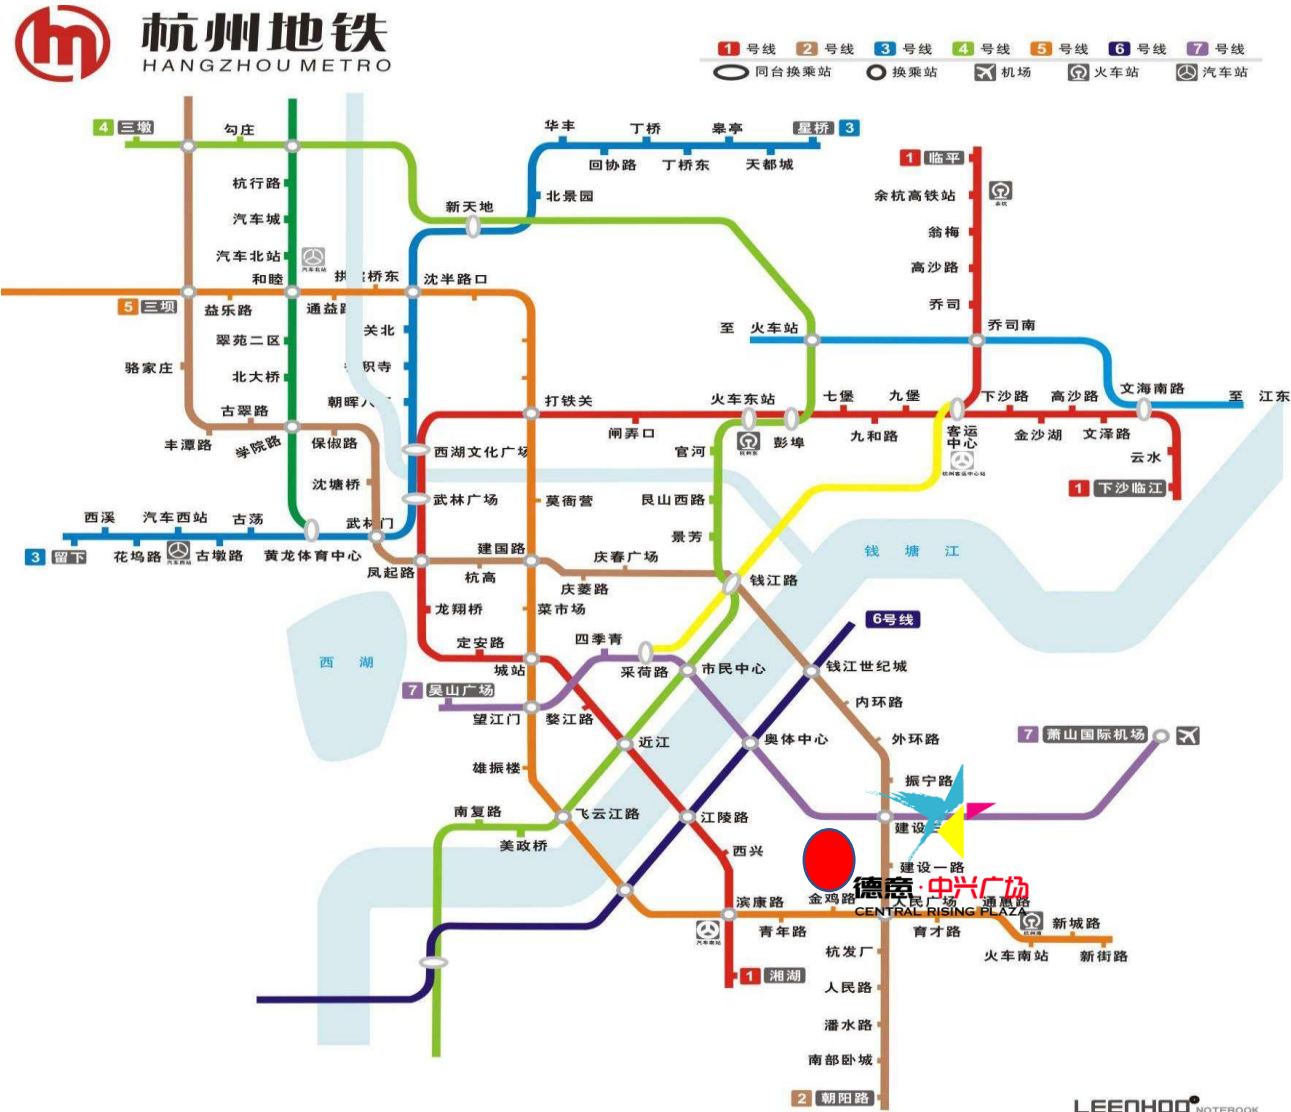 杭州地铁
HANGZHOU METRO
1 号线 2 号线 3 号线 4 号线 5 号线 6 号线 7 号线
同台换乘站 换乘站 机场 火车站 汽车站
4 三墩
勾庄
华丰
丁桥
皋亭
星桥 3
回协路
丁桥东
天都城
1 临平
杭行路
北景园
余杭高铁站
新天地
汽车城
翁梅
汽车北站
汽车北站
高沙路
和睦
桥东
沈半路口
5 三坝
益乐路
通益
乔司
关北
至 火车站
乔司南
翠苑二区
骆家庄
积寺
北大桥
文海南路
朝晖
打铁关
火车东站
七堡
九堡
下沙路
高沙路
至 江东
古翠路
丰潭路
学院路
保俶路
闸弄口
彭埠
九和路
客运
中心
金沙湖
文泽路
西湖文化广场
官河
云水
沈塘桥
1 下沙临江
武林广场
莫衙营
艮山西路
西溪
汽车西站
古荡
武林门
景芳
3 留下
花坞路
汽车西站
古墩路
黄龙体育中心
建国路
庆春广场
钱 塘 江
凤起路
杭高
庆菱路
钱江路
龙翔桥
菜市场
6号线
定安路
四季青
西 湖
城站
采荷路
市民中心
钱江世纪城
7 吴山广场
望江门
婺江路
内环路
近江
奥体中心
外环路
7 萧山国际机场
雄振楼
振宁路
南复路
飞云江路
江陵路
建设
美政桥
西兴
建设一路
德意·中兴广场
CENTRAL RISING PLAZA
滨康路
金鸡路
人民广场
通惠路
汽车南站
青年路
育才路
新城路
杭发厂
火车南站
新街路
1 湘湖
人民路
潘水路
南部卧城
2 朝阳路
LEENHOO NOTEBOOK